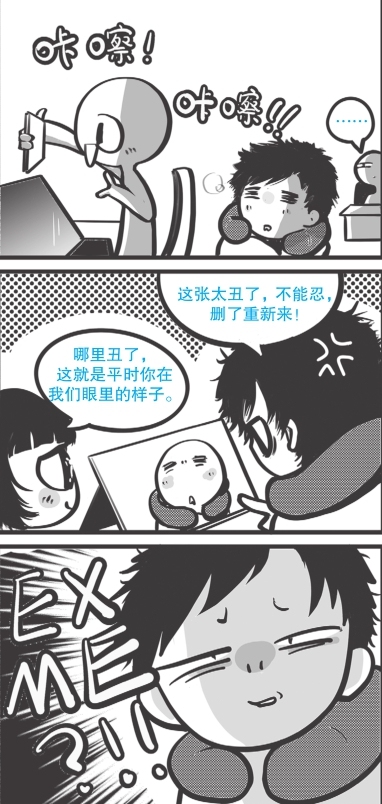 咔嚓！
咔嚓!!
……
这张太丑了，不能忍，
删了重新来！
哪里丑了，
这就是平时你在
我们眼里的样子。
EX
ME
?!!